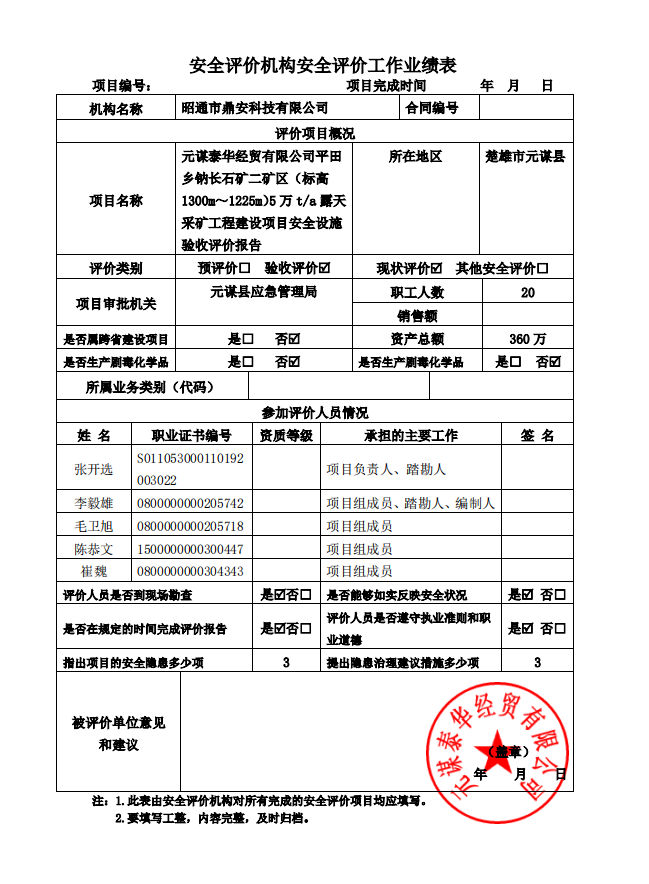 安全评价机构安全评价工作业绩表
项目编号： 项目完成时间 年 月 日
机构名称 昭通市鼎安科技有限公司 合同编号
评价项目概况
项目名称
元谋泰华经贸有限公司平田
乡钠长石矿二矿区（标高
1300m～1225m)5 万 t/a 露天
采矿工程建设项目安全设施
验收评价报告
所在地区 楚雄市元谋县
评价类别 预评价☐ 验收评价☑ 现状评价☑ 其他安全评价☐
项目审批机关 元谋县应急管理局 职工人数 20
销售额
是否属跨省建设项目 是☐ 否☑ 资产总额 360 万
是否生产剧毒化学品 是☐ 否☑ 是否生产剧毒化学品 是☐ 否☑
所属业务类别（代码）
参加评价人员情况
姓 名 职业证书编号 资质等级 承担的主要工作 签 名
张开选 S011053000110192
003022
项目负责人、踏勘人
李毅雄 0800000000205742 项目组成员、踏勘人、编制人
毛卫旭 0800000000205718 项目组成员
陈恭文 1500000000300447 项目组成员
崔魏 0800000000304343 项目组成员
评价人员是否到现场勘查 是☑否☐ 是否能够如实反映安全状况 是☑ 否☐
是否在规定的时间完成评价报告 是☑否☐ 评价人员是否遵守执业准则和职
业道德
是☑ 否☐
指出项目的安全隐患多少项 3 提出隐患治理建议措施多少项 3
被评价单位意见
和建议
元谋泰华经贸有限公司
（盖章）
年 月 日
注：1.此表由安全评价机构对所有完成的安全评价项目均应填写。
2.要填写工整，内容完整，及时归档。